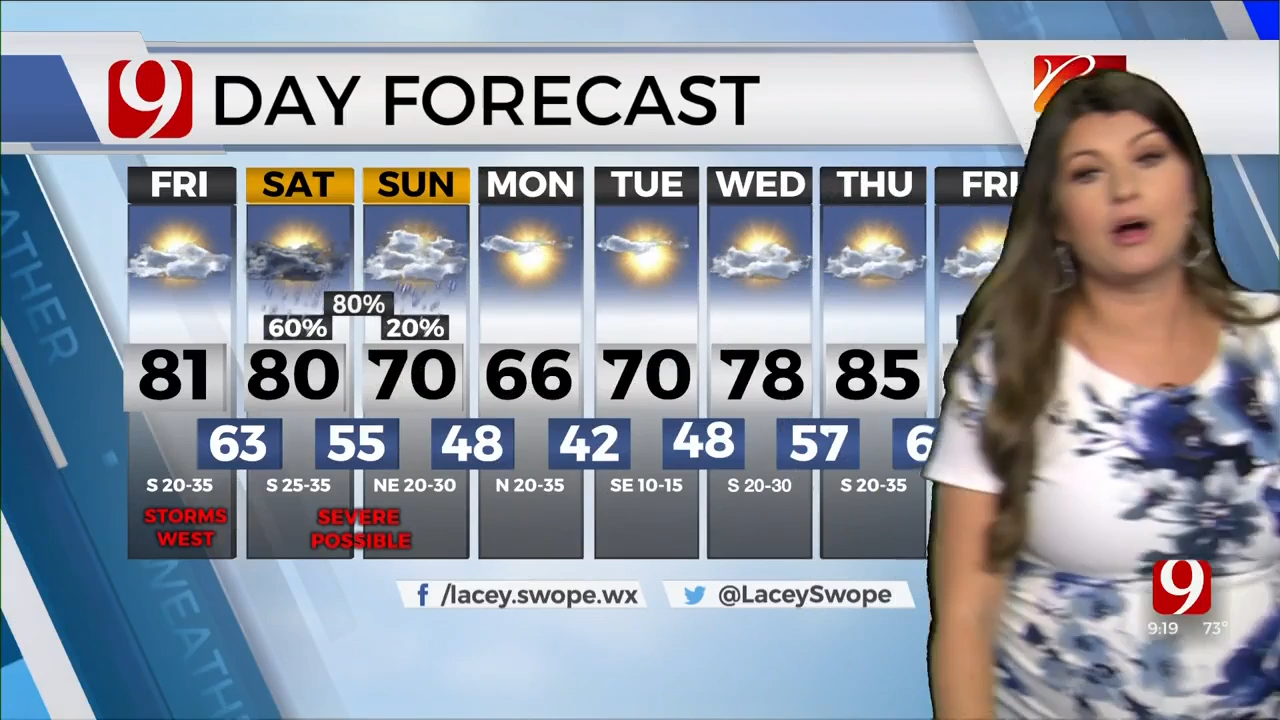 9 DAY FORECAST
FRI SAT SUN MON TUE WED THU FRI
80%
60% 20%
81 80 70 66 70 78 85
63 55 48 42 48 57
S 20-35 S 25-35 NE 20-30 N 20-35 SE 10-15 S 20-30 S 20-35
STORMS WEST
SEVERE POSSIBLE
f /lacey.swope.wx @LaceySwope
9
9:19 73°
WEATHER